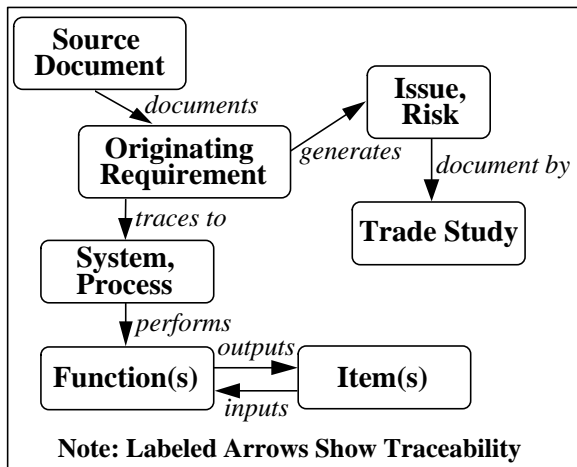 Source
Document
documents
Issue,
Risk
Originating
Requirement
generates
document by
traces to
Trade Study
System,
Process
performs
outputs
Function(s)
Item(s)
inputs
Note: Labeled Arrows Show Traceability